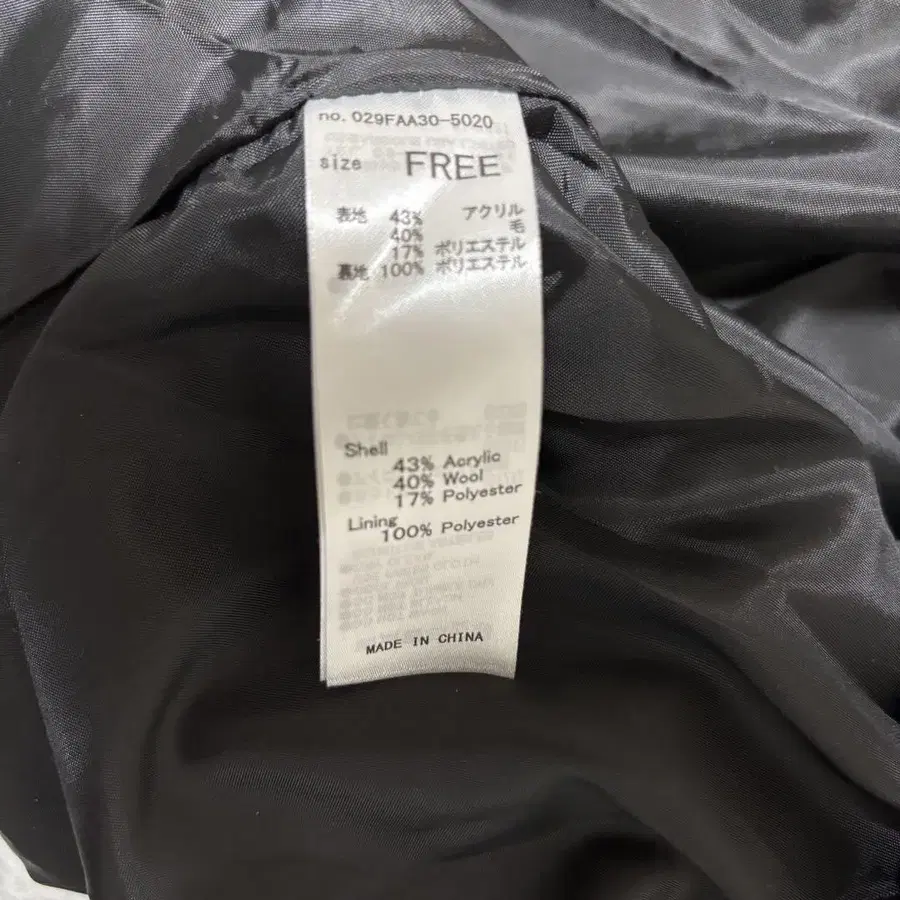 no. 029FAA30-5020
size FREE
表地 43% アクリル
40% 毛
17% ポリエステル
裏地 100% ポリエステル
Shell
43% Acrylic
40% Wool
17% Polyester
Lining
100% Polyester
MADE IN CHINA